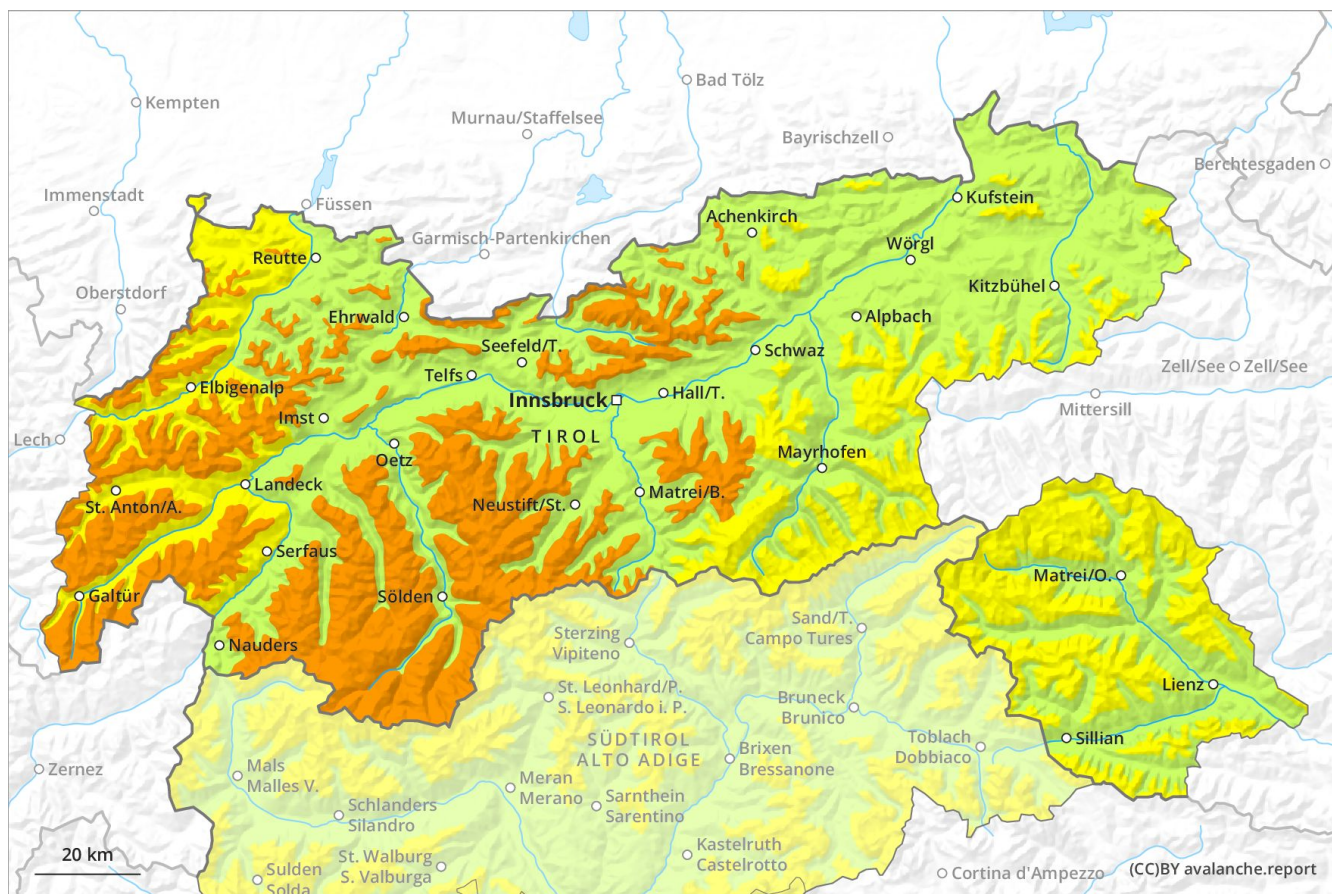 Kempten
Bad Tölz
Murnau/Staffelsee
Bayrischzell
Berchtesgaden
Immenstadt
Füssen
Kufstein
Achenkirch
Garmisch-Partenkirchen
Wörgl
Reutte
Oberstdorf
Kitzbühel
Ehrwald
Alpbach
Seefeld/T.
Schwaz
Telfs
Zell/See
Zell/See
Elbigenalp
Hall/T.
Innsbruck
Mittersill
Imst
Lech
TIROL
Oetz
Mayrhofen
Landeck
Matrei/B.
St. Anton/A.
Neustift/St.
Serfaus
Matrei/O.
Galtür
Sölden
Sand/T.
Campo Tures
Sterzing
Vipiteno
Nauders
Lienz
St. Leonhard/P.
S. Leonardo i. P.
Bruneck
Brunico
Sillian
SÜDTIROL
ALTO ADIGE
Toblach
Dobbiaco
Brixen
Bressanone
Zernez
Mals
Malles V.
Meran
Merano
Sarnthein
Sarentino
Schlanders
Silandro
Kastelruth
Castelrotto
20 km
St. Walburg
S. Valburga
Sulden
Solda
Cortina d'Ampezzo
(CC)BY avalanche.report